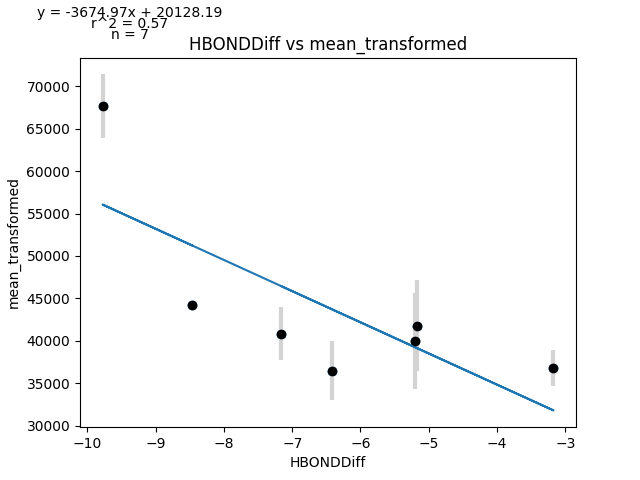 y = -3674.97x + 20128.19
r^2 = 0.57
n = 7
HBONDDiff vs mean_transformed
70000
65000
60000
55000
50000
45000
40000
35000
30000
mean_transformed
−10
−9
−8
−7
−6
−5
−4
−3
HBONDDiff